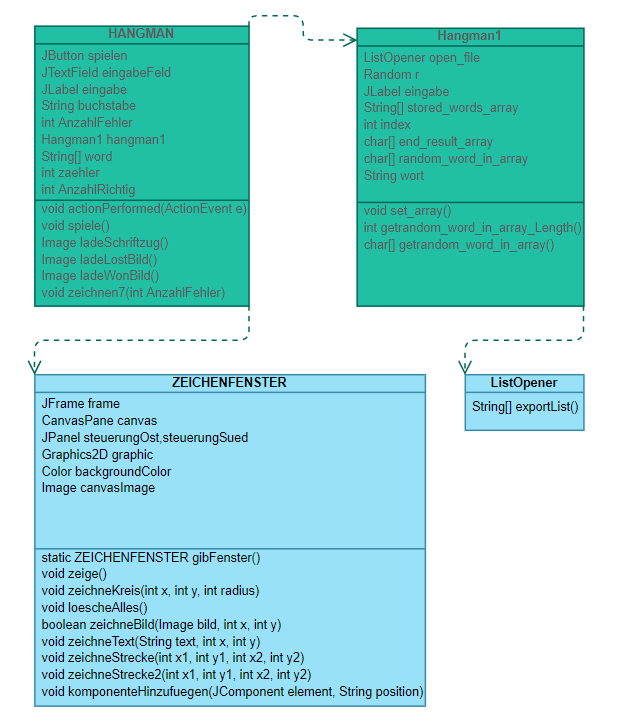 HANGMAN
JButton spielen
JTextField eingabeFeld
JLabel eingabe
String buchstabe
int AnzahlFehler
Hangman1 hangman1
String[] word
int zaehler
int AnzahlRichtig
void actionPerformed(ActionEvent e)
void spiele()
Image ladeSchriftzug()
Image ladeLostBild()
Image ladeWonBild()
void zeichnen7(int AnzahlFehler)
Hangman1
ListOpener open_file
Random r
JLabel eingabe
String[] stored_words_array
int index
char[] end_result_array
char[] random_word_in_array
String wort
void set_array()
int getrandom_word_in_array_Length()
char[] getrandom_word_in_array()
ZEICHENFENSTER
JFrame frame
CanvasPane canvas
JPanel steuerungOst,steuerungSued
Graphics2D graphic
Color backgroundColor
Image canvasImage
static ZEICHENFENSTER gibFenster()
void zeige()
void zeichneKreis(int x, int y, int radius)
void loescheAlles()
boolean zeichneBild(Image bild, int x, int y)
void zeichneText(String text, int x, int y)
void zeichneStrecke(int x1, int y1, int x2, int y2)
void zeichneStrecke2(int x1, int y1, int x2, int y2)
void komponenteHinzufuegen(JComponent element, String position)
ListOpener
String[] exportList()